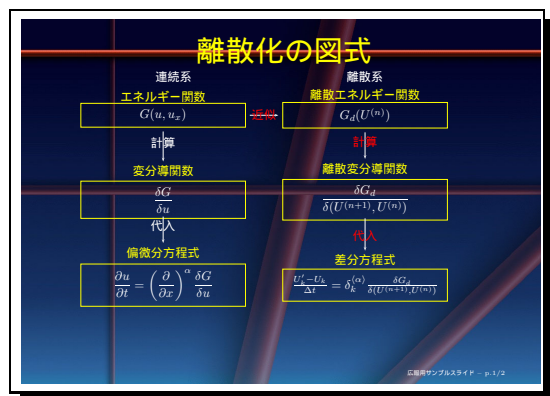 離散化の図式
連続系
エネルギー関数
G(u, u_x)
計算
変分導関数
δG/δu
代入
偏微分方程式
∂u/∂t = (∂/∂x)^α δG/δu
近似
離散系
離散エネルギー関数
G_d(U^(n))
計算
離散変分導関数
δG_d/δ(U^(n+1), U^(n))
代入
差分方程式
U'_k−U_k/Δt = δ_k^(α) δG_d/δ(U^(n+1),U^(n))
広報用サンプルスライド – p.1/2